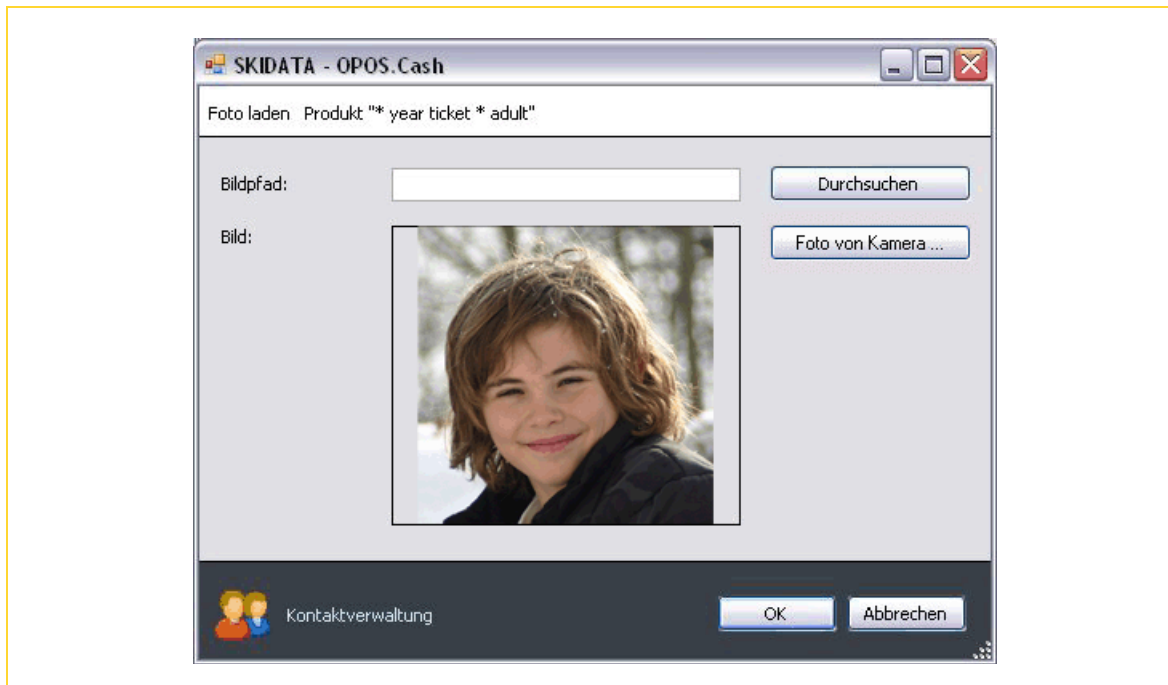 SKIDATA - OPOS.Cash
Foto laden Produkt "* year ticket * adult"
Bildpfad:
Durchsuchen
Bild:
Foto von Kamera ...
Kontaktverwaltung
OK
Abbrechen